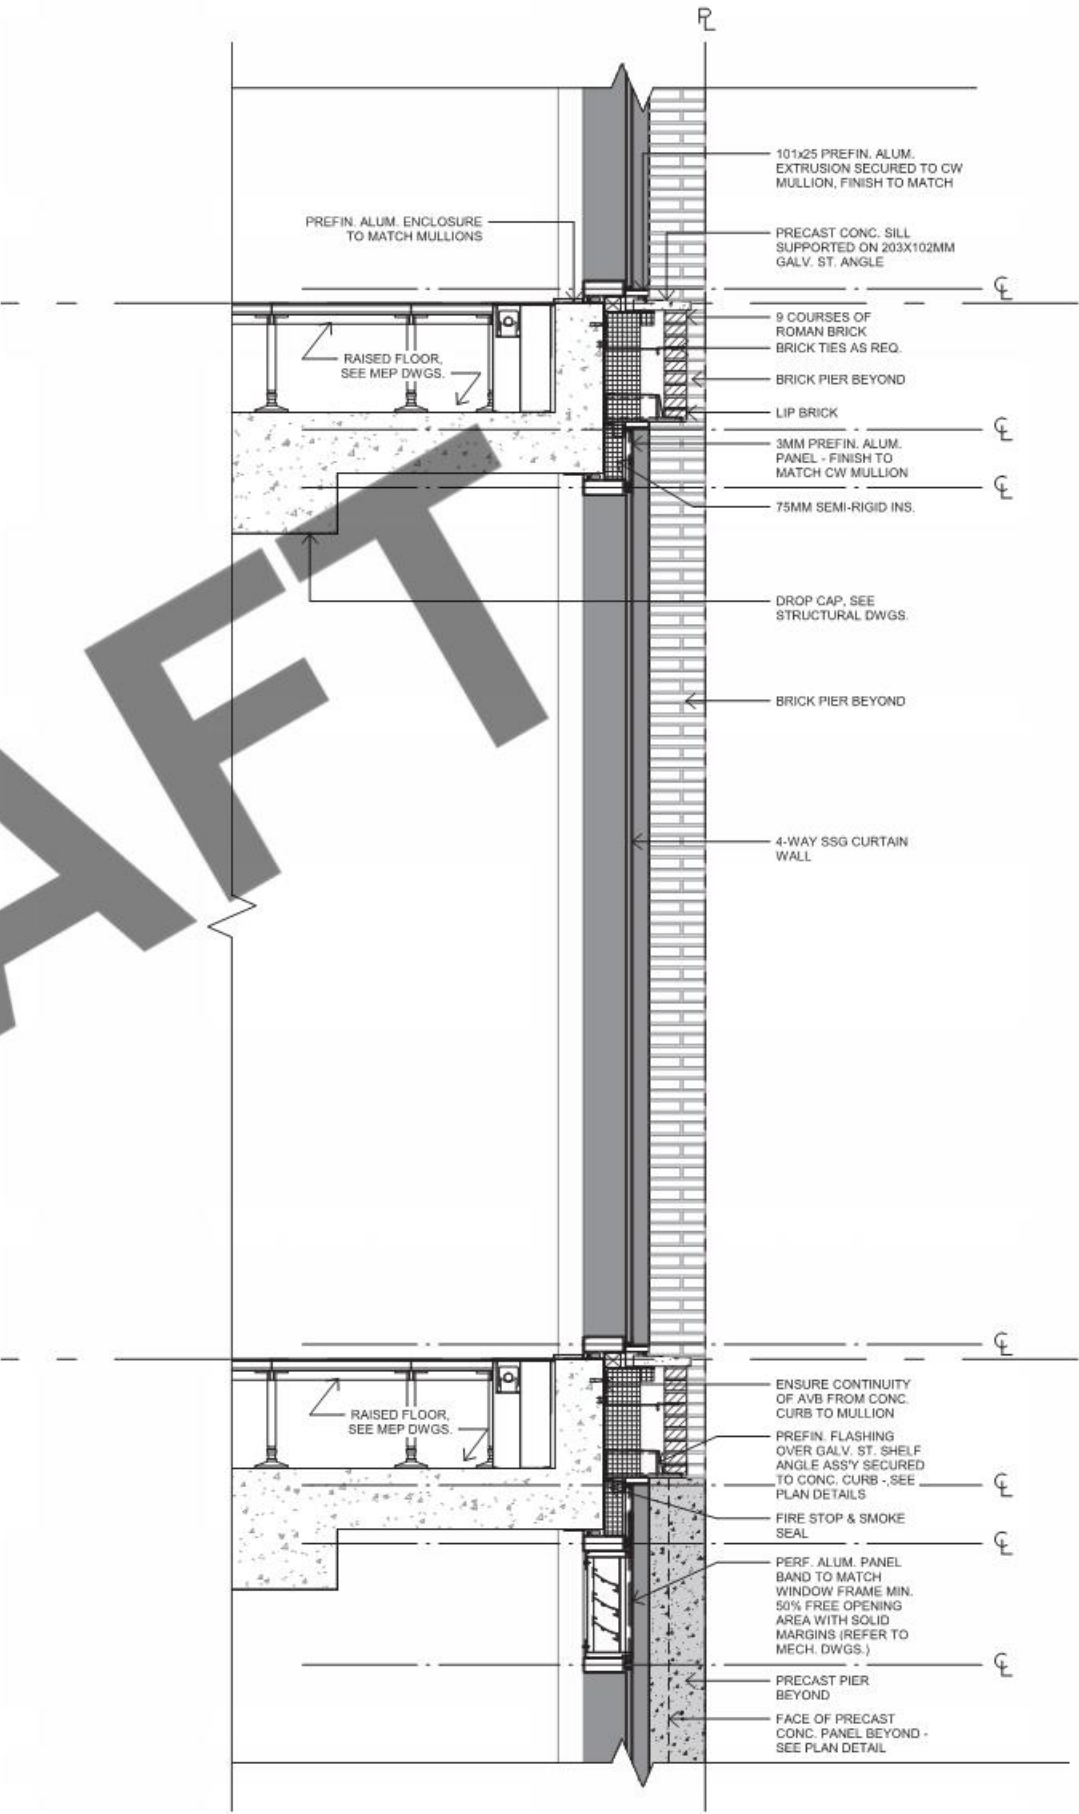 PL
101x25 PREFIN. ALUM.
EXTRUSION SECURED TO CW
MULLION, FINISH TO MATCH
PREFIN. ALUM. ENCLOSURE
TO MATCH MULLIONS
PRECAST CONC. SILL
SUPPORTED ON 203X102MM
GALV. ST. ANGLE
CL
9 COURSES OF
ROMAN BRICK
BRICK TIES AS REQ.
RAISED FLOOR,
SEE MEP DWGS.
BRICK PIER BEYOND
LIP BRICK
CL
3MM PREFIN. ALUM.
PANEL - FINISH TO
MATCH CW MULLION
CL
75MM SEMI-RIGID INS.
DROP CAP, SEE
STRUCTURAL DWGS.
BRICK PIER BEYOND
AFT
4-WAY SSG CURTAIN
WALL
CL
ENSURE CONTINUITY
OF AVB FROM CONC.
CURB TO MULLION
RAISED FLOOR,
SEE MEP DWGS.
PREFIN. FLASHING
OVER GALV. ST. SHELF
ANGLE ASS'Y SECURED
TO CONC. CURB - SEE
PLAN DETAILS
CL
FIRE STOP & SMOKE
SEAL
CL
PERF. ALUM. PANEL
BAND TO MATCH
WINDOW FRAME MIN.
50% FREE OPENING
AREA WITH SOLID
MARGINS (REFER TO
MECH. DWGS.)
CL
PRECAST PIER
BEYOND
FACE OF PRECAST
CONC. PANEL BEYOND -
SEE PLAN DETAIL